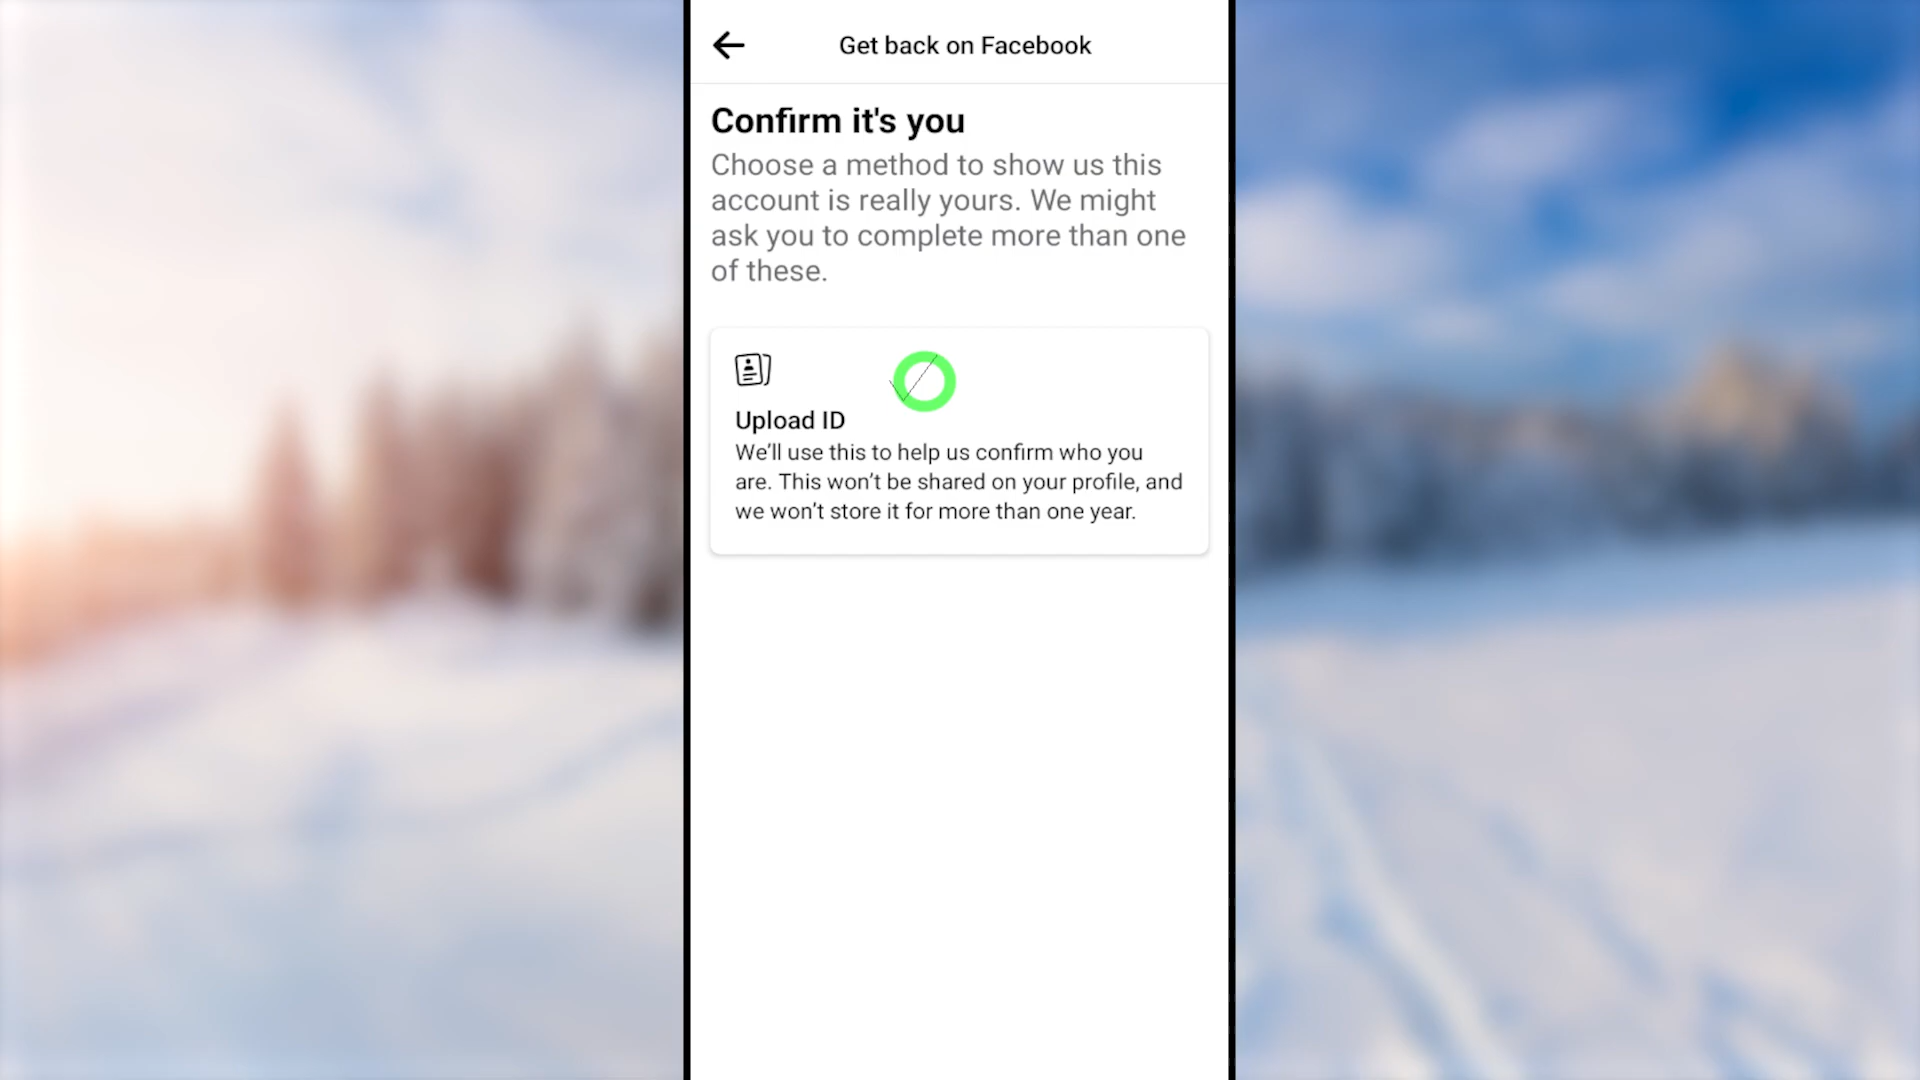 Get back on Facebook
Confirm it's you
Choose a method to show us this
account is really yours. We might
ask you to complete more than one
of these.
Upload ID
We’ll use this to help us confirm who you
are. This won’t be shared on your profile, and
we won’t store it for more than one year.